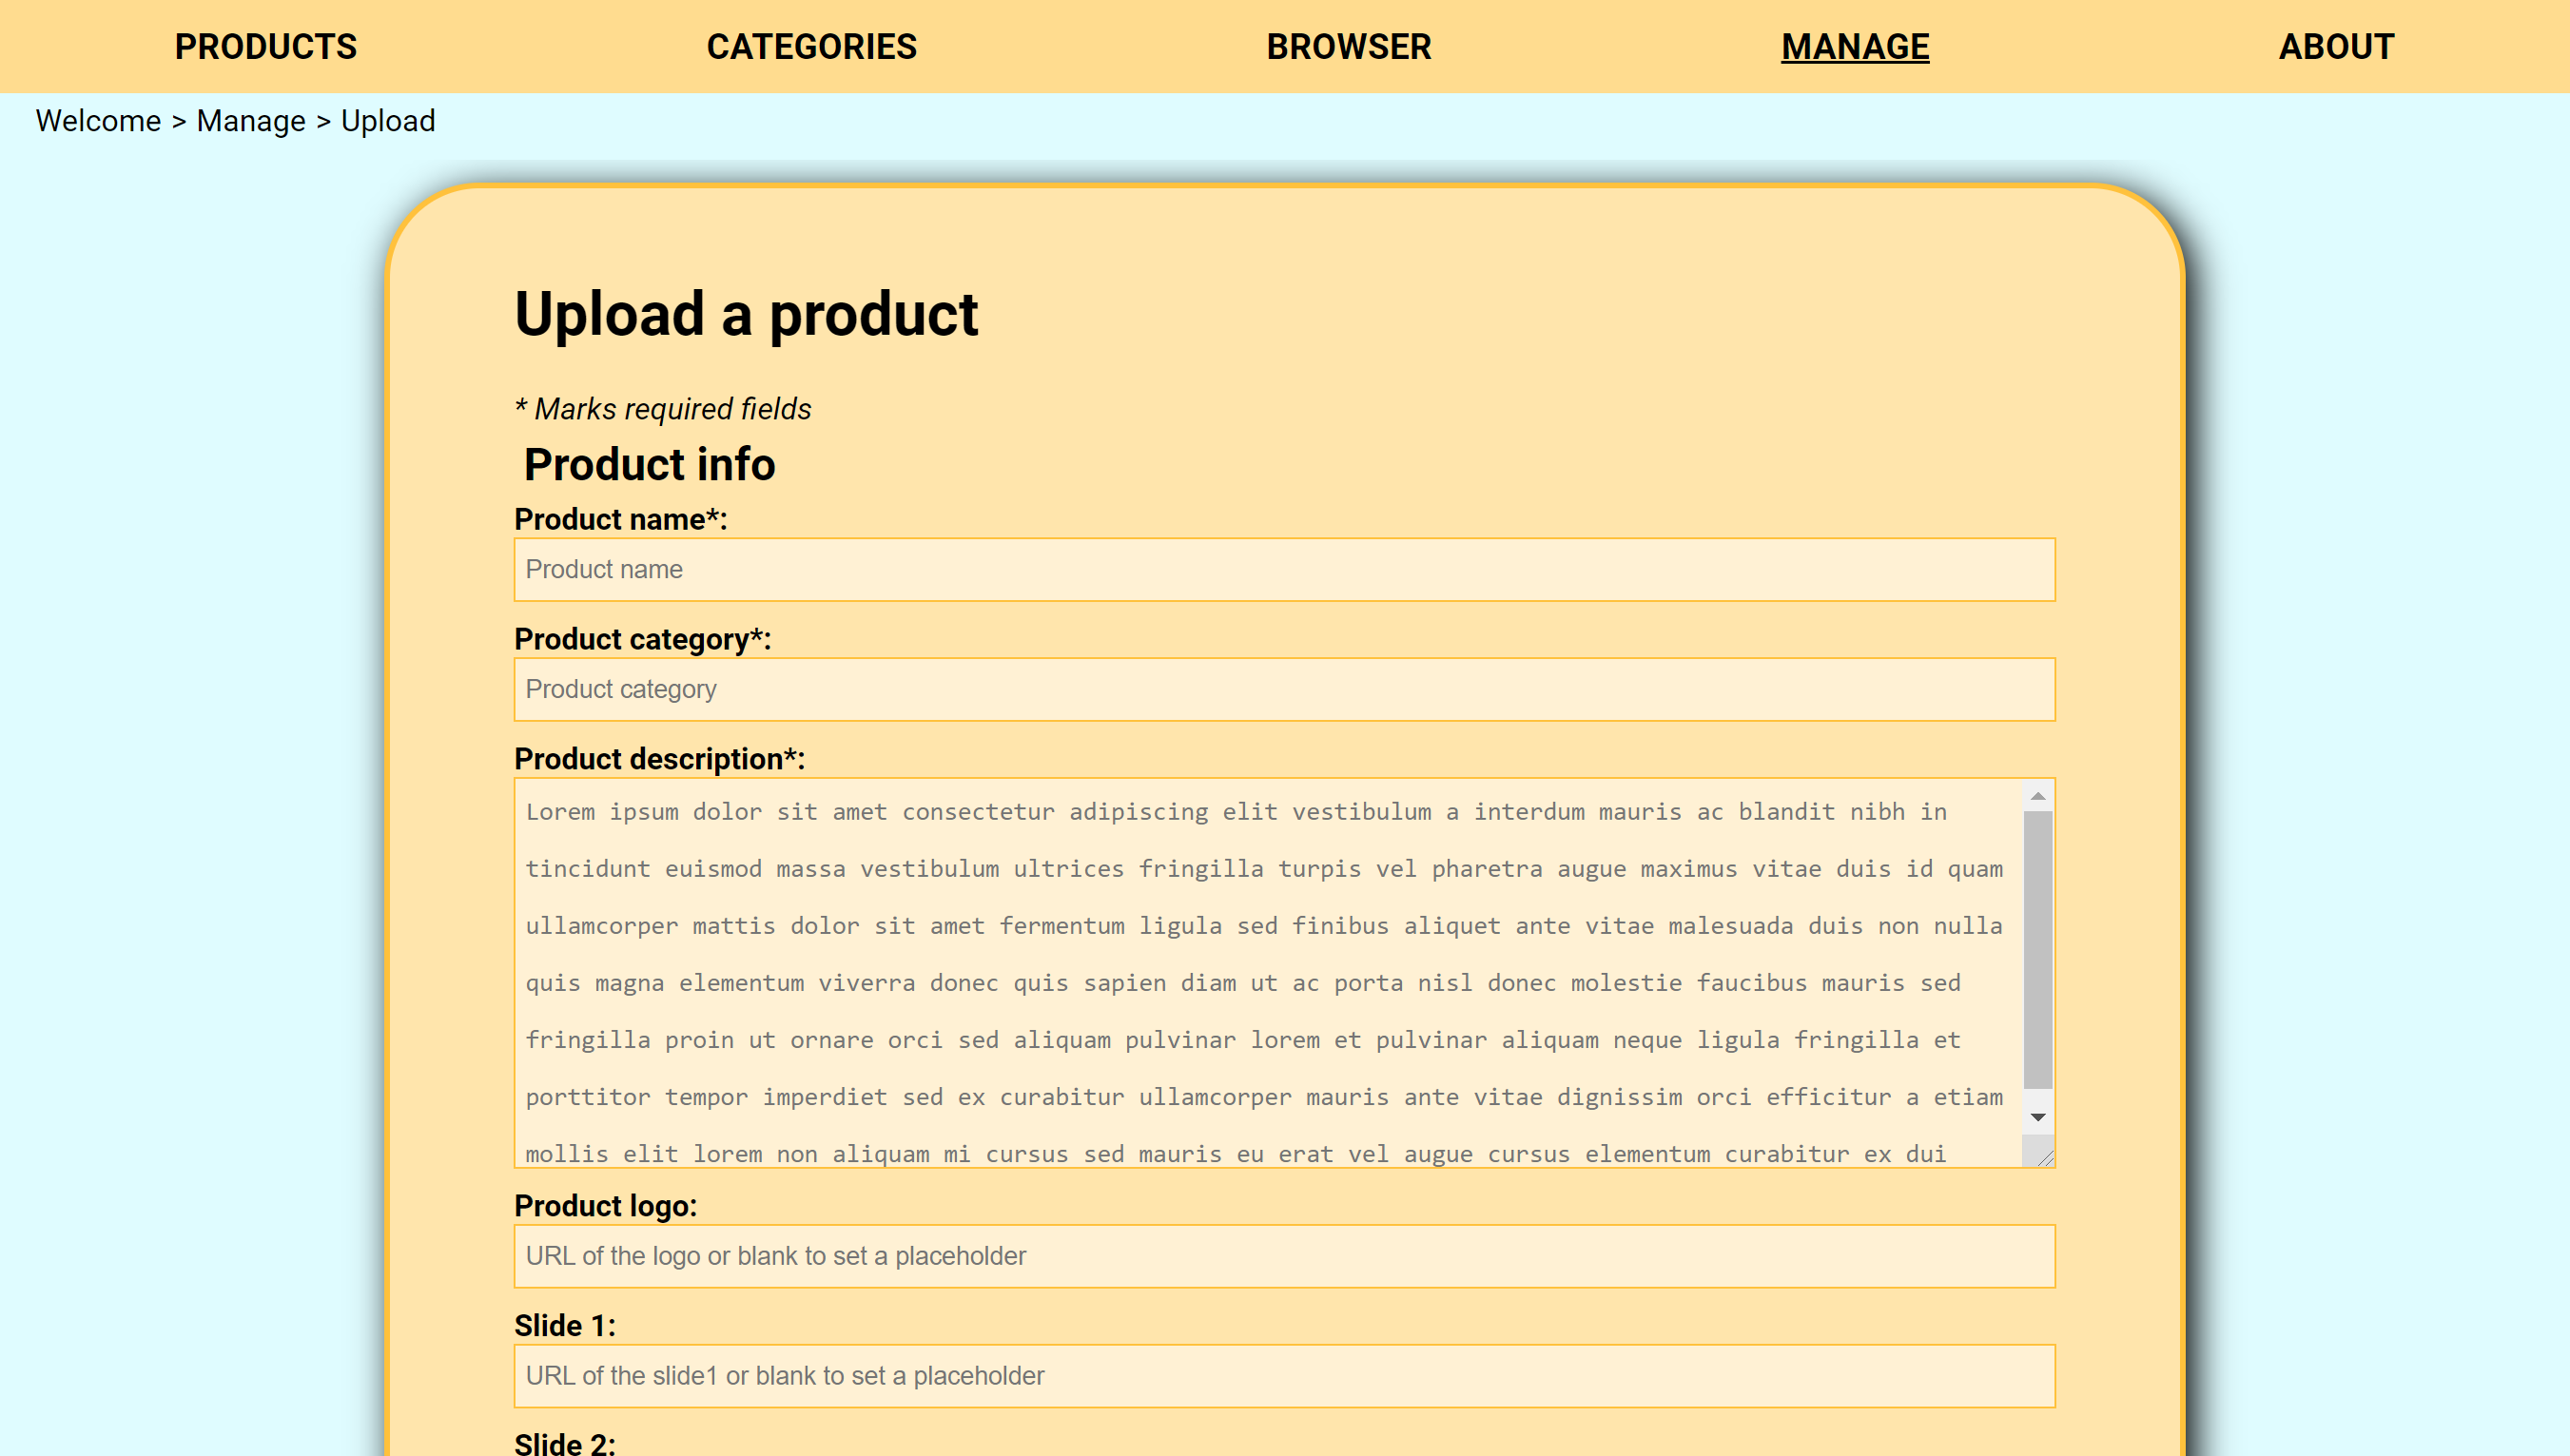 PRODUCTS CATEGORIES BROWSER MANAGE ABOUT
Welcome > Manage > Upload
Upload a product
* Marks required fields
Product info
Product name*:
Product name
Product category*:
Product category
Product description*:
Lorem ipsum dolor sit amet consectetur adipiscing elit vestibulum a interdum mauris ac blandit nibh in
tincidunt euismod massa vestibulum ultrices fringilla turpis vel pharetra augue maximus vitae duis id quam
ullamcorper mattis dolor sit amet fermentum ligula sed finibus aliquet ante vitae malesuada duis non nulla
quis magna elementum viverra donec quis sapien diam ut ac porta nisl donec molestie faucibus mauris sed
fringilla proin ut ornare orci sed aliquam pulvinar lorem et pulvinar aliquam neque ligula fringilla et
porttitor tempor imperdiet sed ex curabitur ullamcorper mauris ante vitae dignissim orci efficitur a etiam
mollis elit lorem non aliquam mi cursus sed mauris eu erat vel augue cursus elementum curabitur ex dui
Product logo:
URL of the logo or blank to set a placeholder
Slide 1:
URL of the slide1 or blank to set a placeholder
Slide 2: